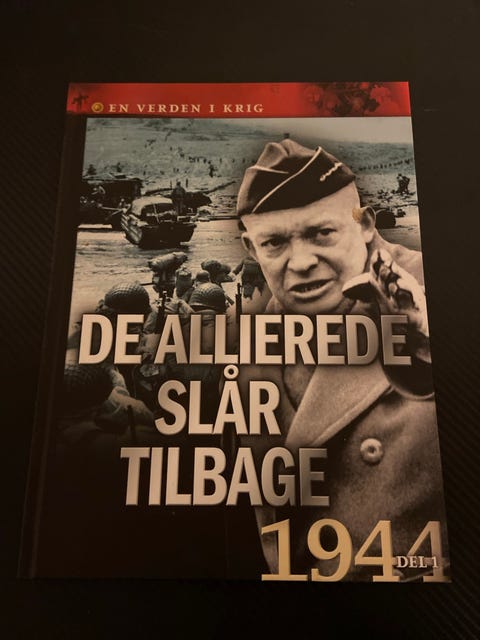 EN VERDEN I KRIG
DE ALLIEREDE
SLÅR
TILBAGE
1944
DEL 1